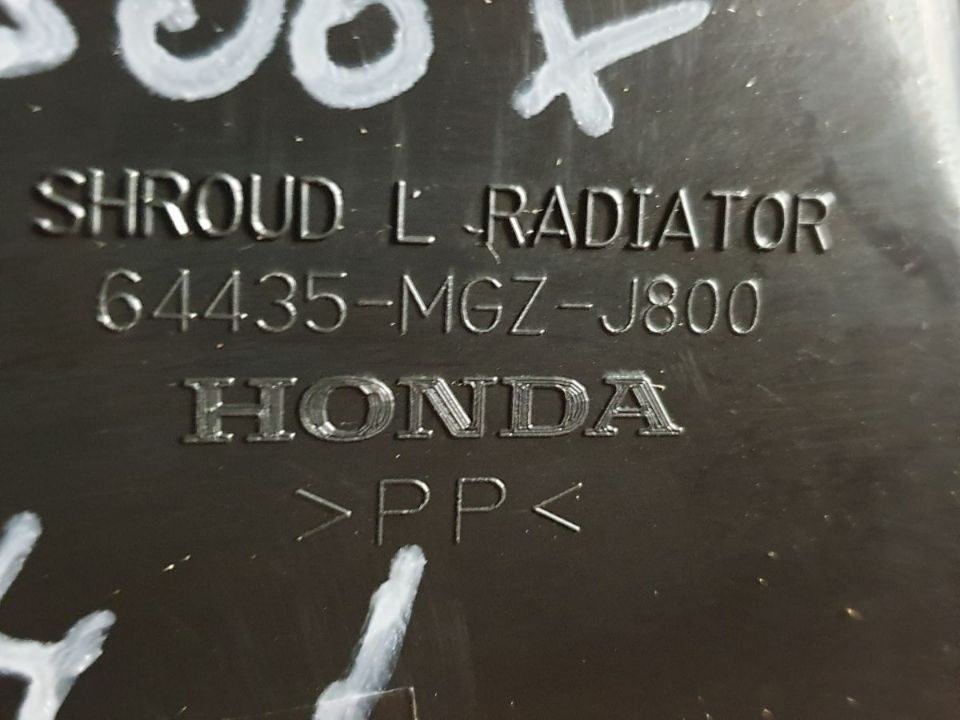 SHROUD L RADIATOR
64435-MGZ-J800
HONDA
>PP<